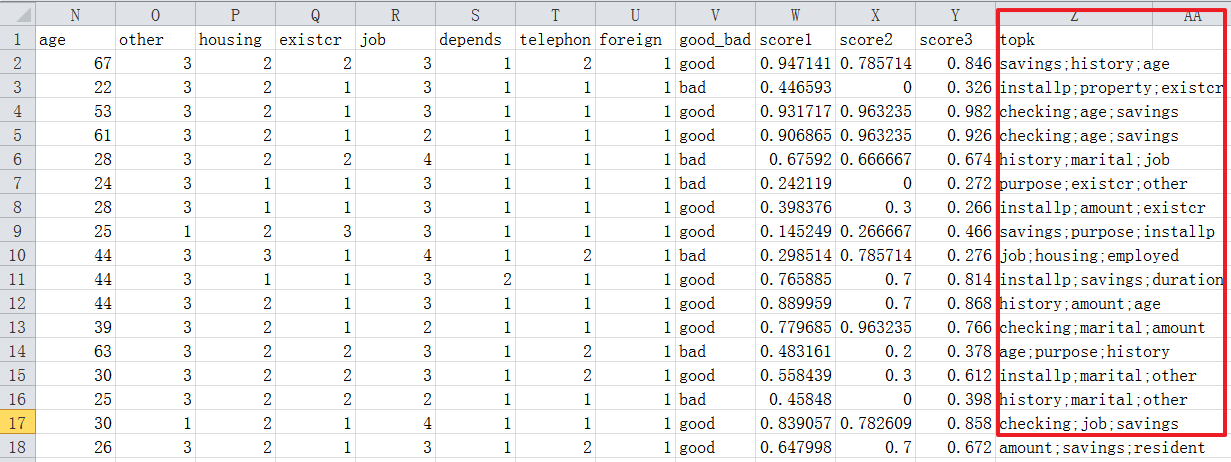 N O P Q R S T U V W X Y Z AA
1 age other housing existcr job depends telephon foreign good_bad score1 score2 score3 topk
2 67 3 2 2 3 1 2 1 good 0.947141 0.785714 0.846 savings;history;age
3 22 3 2 1 3 1 1 1 bad 0.446593 0 0.326 installp;property;existcr
4 53 3 2 1 3 1 1 1 good 0.931717 0.963235 0.982 checking;age;savings
5 61 3 2 1 2 1 1 1 good 0.906865 0.963235 0.926 checking;age;savings
6 28 3 2 2 4 1 1 1 bad 0.67592 0.666667 0.674 history;marital;job
7 24 3 1 1 3 1 1 1 bad 0.242119 0 0.272 purpose;existcr;other
8 28 3 1 1 3 1 1 1 good 0.398376 0.3 0.266 installp;amount;existcr
9 25 1 2 3 3 1 1 1 good 0.145249 0.266667 0.466 savings;purpose;installp
10 44 3 3 1 4 1 2 1 bad 0.298514 0.785714 0.276 job;housing;employed
11 44 3 1 1 3 2 1 1 good 0.765885 0.7 0.814 installp;savings;duration
12 44 3 2 1 3 1 1 1 good 0.889959 0.7 0.868 history;amount;age
13 39 3 2 1 2 1 1 1 good 0.779685 0.963235 0.766 checking;marital;amount
14 63 3 2 2 3 1 2 1 bad 0.483161 0.2 0.378 age;purpose;history
15 30 3 2 2 3 1 2 1 good 0.558439 0.3 0.612 installp;marital;other
16 25 3 2 2 2 1 1 1 bad 0.45848 0 0.398 history;marital;other
17 30 1 2 1 4 1 1 1 good 0.839057 0.782609 0.858 checking;job;savings
18 26 3 2 1 3 1 2 1 good 0.647998 0.7 0.672 amount;savings;resident